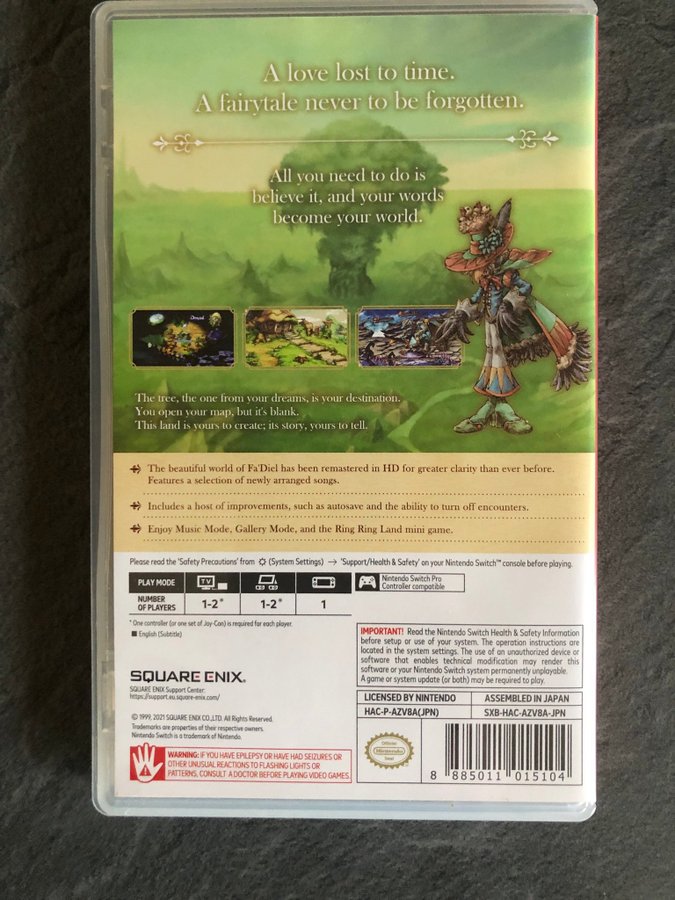 A love lost to time.
A fairytale never to be forgotten.
All you need to do is
believe it, and your words
become your world.
The tree, the one from your dreams, is your destination.
You open your map, but it's blank.
This land is yours to create; its story, yours to tell.
The beautiful world of Fa'Diel has been remastered in HD for greater clarity than ever before.
Features a selection of newly arranged songs.
Includes a host of improvements, such as autosave and the ability to turn off encounters.
Enjoy Music Mode, Gallery Mode, and the Ring Ring Land mini game.
Please read the 'Safety Precautions' from (System Settings) → 'Support/Health & Safety' on your Nintendo Switch™ console before playing.
PLAY MODE TV
NUMBER OF PLAYERS 1-2* 1-2* 1
Nintendo Switch Pro
Controller compatible
* One controller (or one set of Joy-Con) is required for each player.
■ English (Subtitle)
SQUARE ENIX.
SQUARE ENIX Support Center:
https://support.eu.square-enix.com/
© 1999, 2021 SQUARE ENIX CO., LTD. All Rights Reserved.
Trademarks are properties of their respective owners.
Nintendo Switch is a trademark of Nintendo.
WARNING: IF YOU HAVE EPILEPSY OR HAVE HAD SEIZURES OR
OTHER UNUSUAL REACTIONS TO FLASHING LIGHTS OR
PATTERNS, CONSULT A DOCTOR BEFORE PLAYING VIDEO GAMES.
IMPORTANT! Read the Nintendo Switch Health & Safety Information
before setup or use of your system. The operation instructions are
located in the system settings. The use of an unauthorized device or
software that enables technical modification may render this
software or your Nintendo Switch system permanently unplayable.
A game or system update (or both) may be required to play.
LICENSED BY NINTENDO ASSEMBLED IN JAPAN
HAC-P-AZV8A(JPN) SXB-HAC-AZV8A-JPN
Official
Nintendo
Seal
8 885011 015104